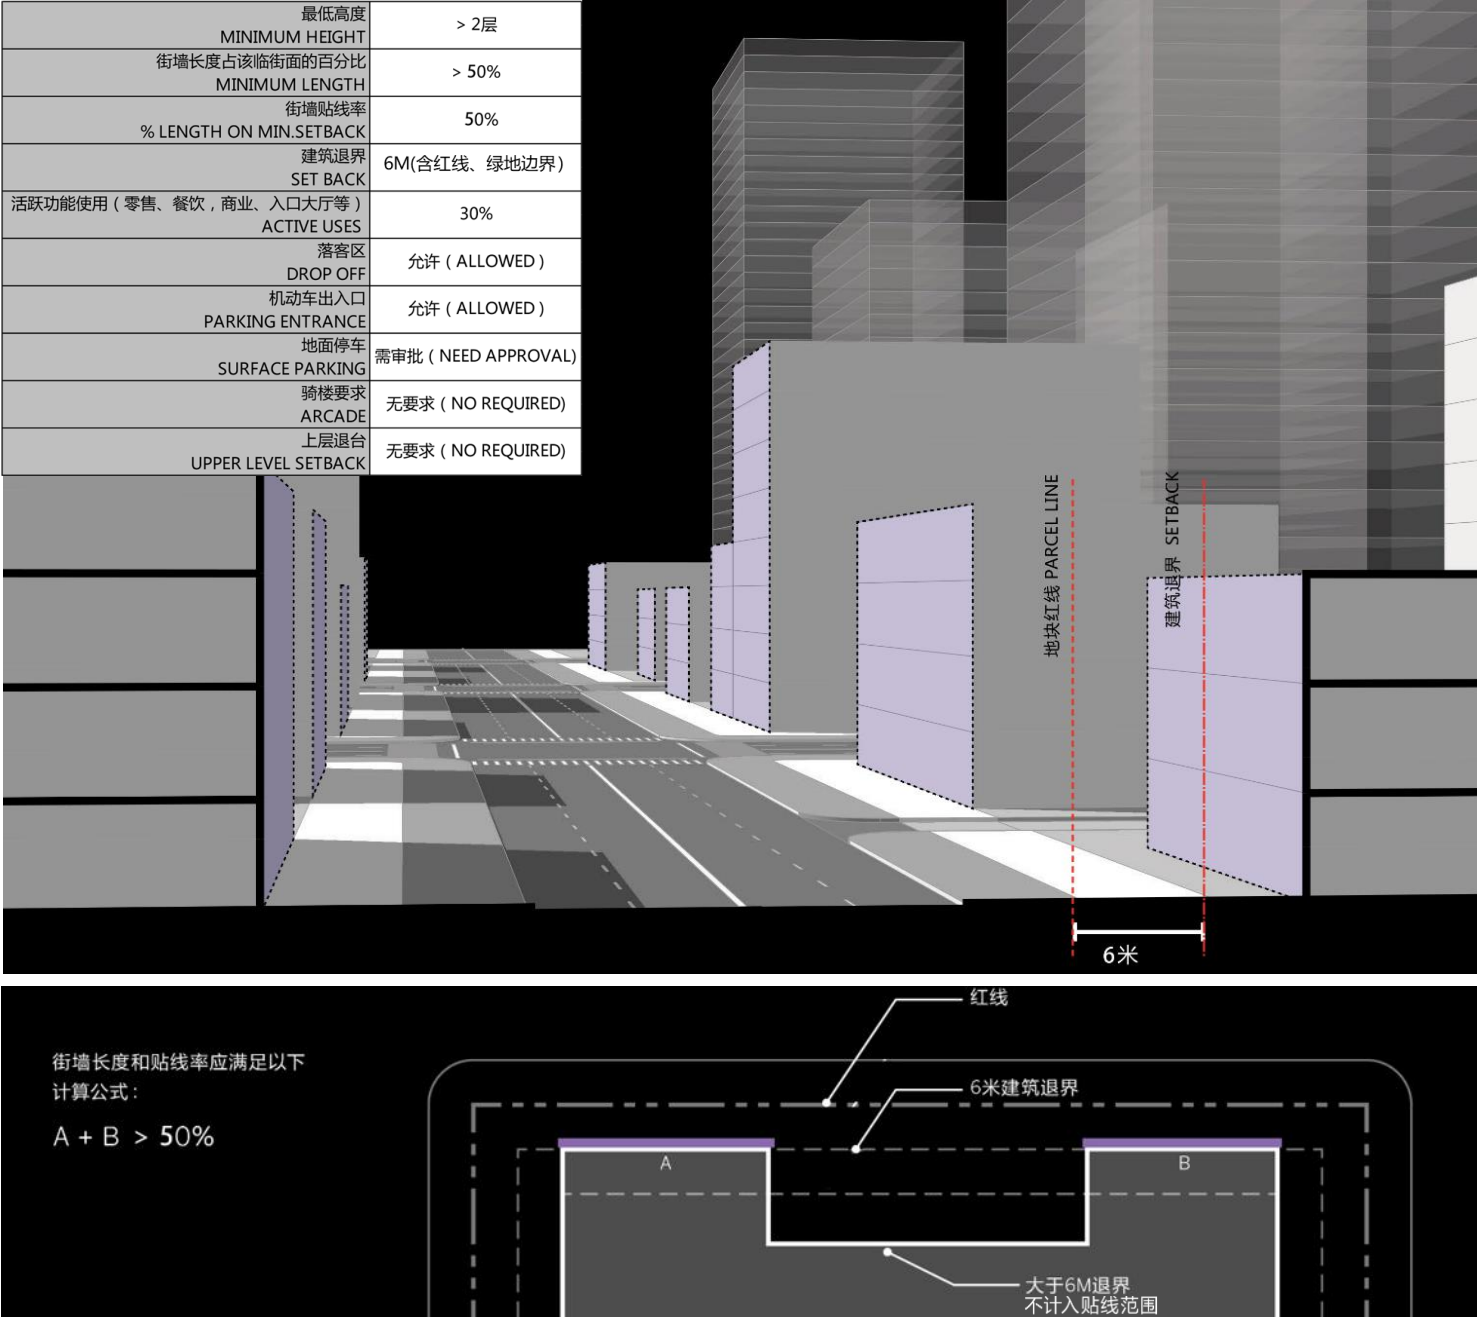 最低高度
MINIMUM HEIGHT
> 2层
街墙长度占该临街面的百分比
MINIMUM LENGTH
> 50%
街墙贴线率
% LENGTH ON MIN.SETBACK
50%
建筑退界
SET BACK
6M(含红线、绿地边界)
活跃功能使用(零售、餐饮,商业、入口大厅等)
ACTIVE USES
30%
落客区
DROP OFF
允许(ALLOWED)
机动车出入口
PARKING ENTRANCE
允许(ALLOWED)
地面停车
SURFACE PARKING
需审批(NEED APPROVAL)
骑楼要求
ARCADE
无要求(NO REQUIRED)
上层退台
UPPER LEVEL SETBACK
无要求(NO REQUIRED)
地块红线 PARCEL LINE
建筑退界 SETBACK
6米
红线
街墙长度和贴线率应满足以下
计算公式:
A + B > 50%
6米建筑退界
A
B
大于6M退界
不计入贴线范围